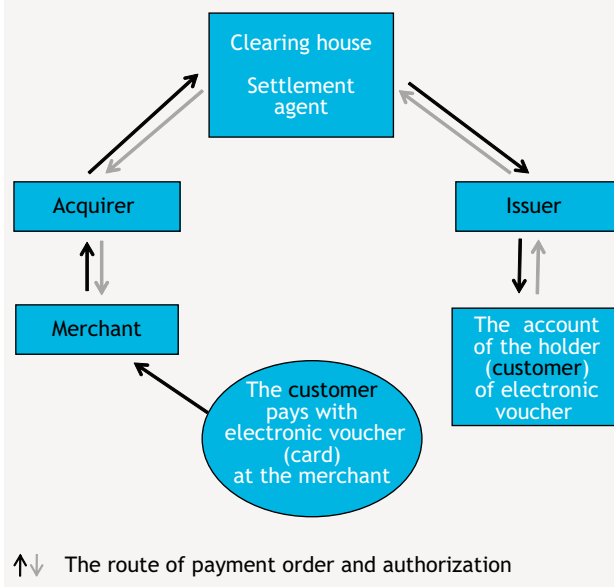 Clearing house
Settlement
agent
Acquirer
Issuer
Merchant
The account
of the holder
(customer)
of electronic
voucher
The customer
pays with
electronic voucher
(card)
at the merchant
The route of payment order and authorization